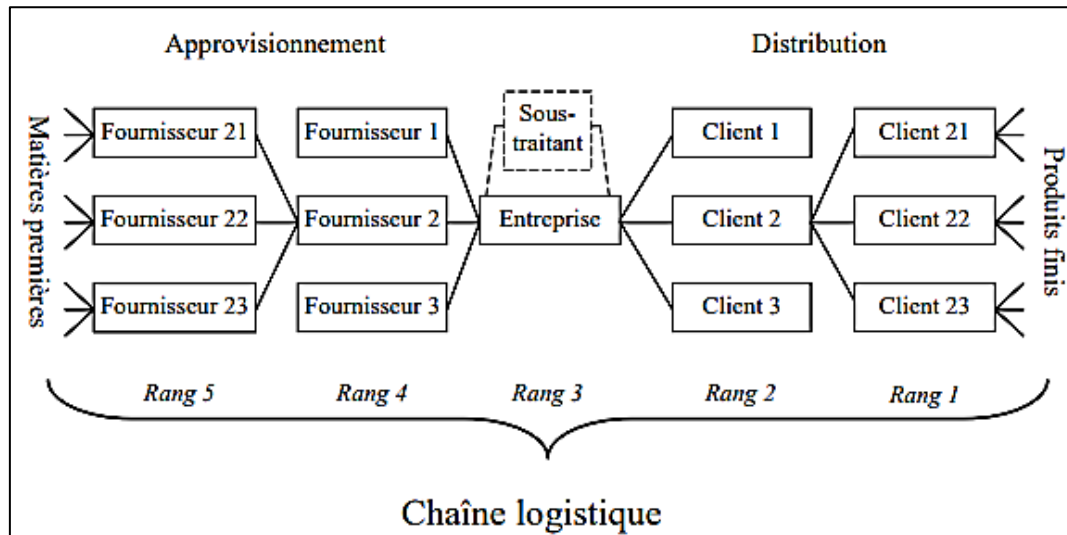 Approvisionnement
Distribution
Matières premières
Fournisseur 21
Fournisseur 1
Sous-
traitant
Client 1
Client 21
Fournisseur 22
Fournisseur 2
Entreprise
Client 2
Client 22
Fournisseur 23
Fournisseur 3
Client 3
Client 23
Produits finis
Rang 5
Rang 4
Rang 3
Rang 2
Rang 1
Chaîne logistique